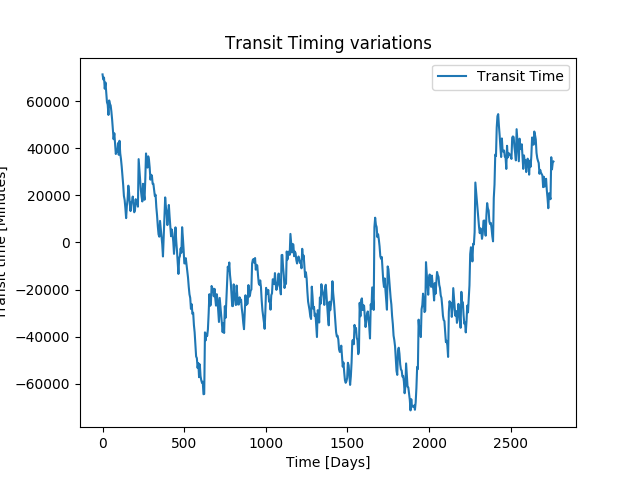 Transit Timing variations
Transit Time
60000
40000
20000
0
−20000
−40000
−60000
Transit time [Minutes]
0 500 1000 1500 2000 2500
Time [Days]